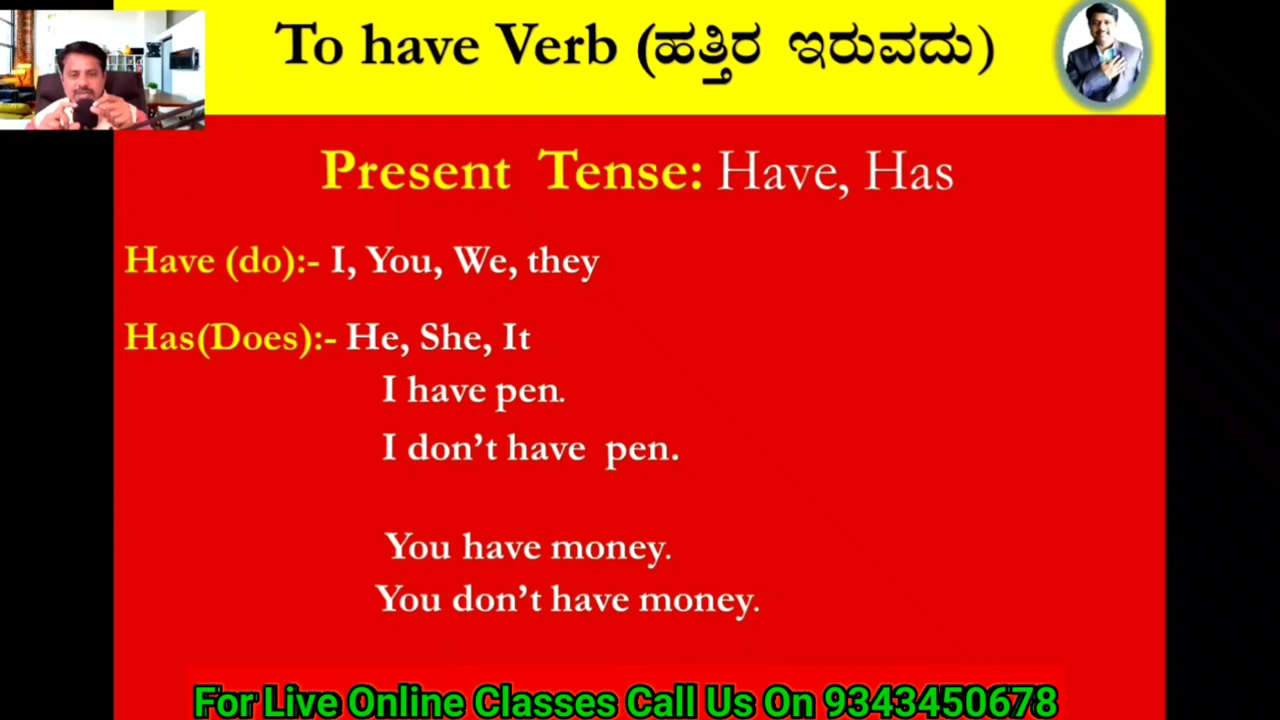 To have Verb (ಹತ್ತಿರ ಇರುವದು)
Present Tense: Have, Has
Have (do):- I, You, We, they
Has(Does):- He, She, It
I have pen.
I don't have pen.
You have money.
You don't have money.
For Live Online Classes Call Us On 9343450678